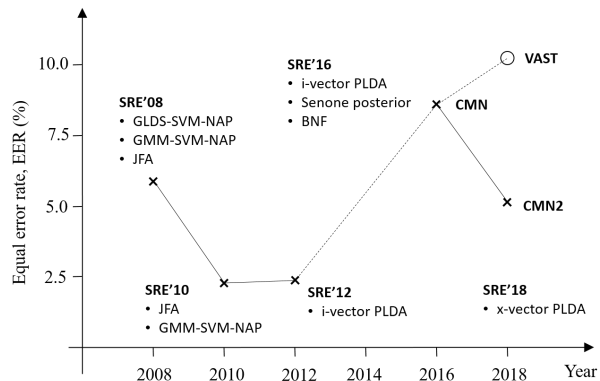 Equal error rate, EER (%)
10.0
7.5
5.0
2.5
SRE'08
• GLDS-SVM-NAP
• GMM-SVM-NAP
• JFA
SRE'16
• i-vector PLDA
• Senone posterior
• BNF
VAST
CMN
CMN2
SRE'10
• JFA
• GMM-SVM-NAP
SRE'12
• i-vector PLDA
SRE'18
• x-vector PLDA
2008 2010 2012 2014 2016 2018 Year